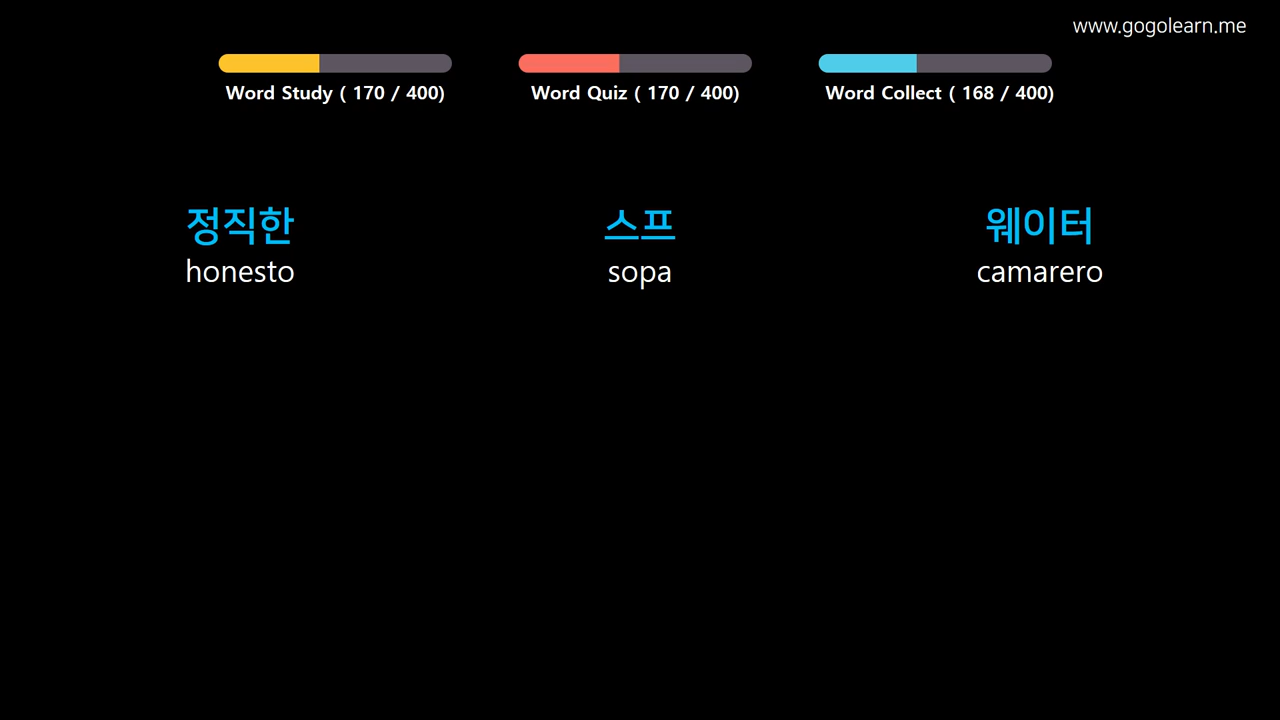 www.gogolearn.me
Word Study ( 170 / 400)
Word Quiz ( 170 / 400)
Word Collect ( 168 / 400)
정직한
honesto
스프
sopa
웨이터
camarero